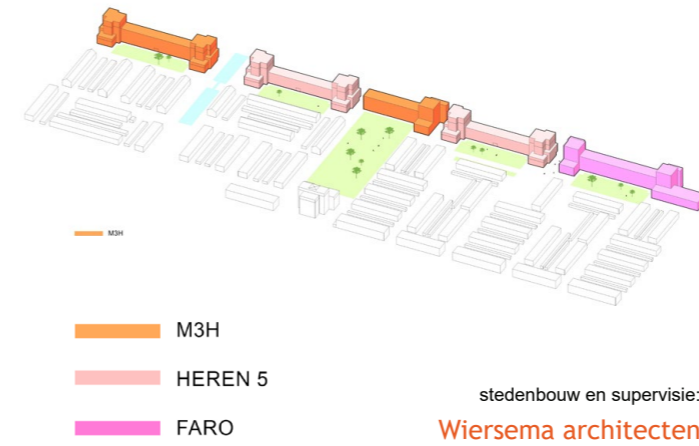 M3H
M3H
HEREN 5
FARO
stedenbouw en supervisie:
Wiersema architecten